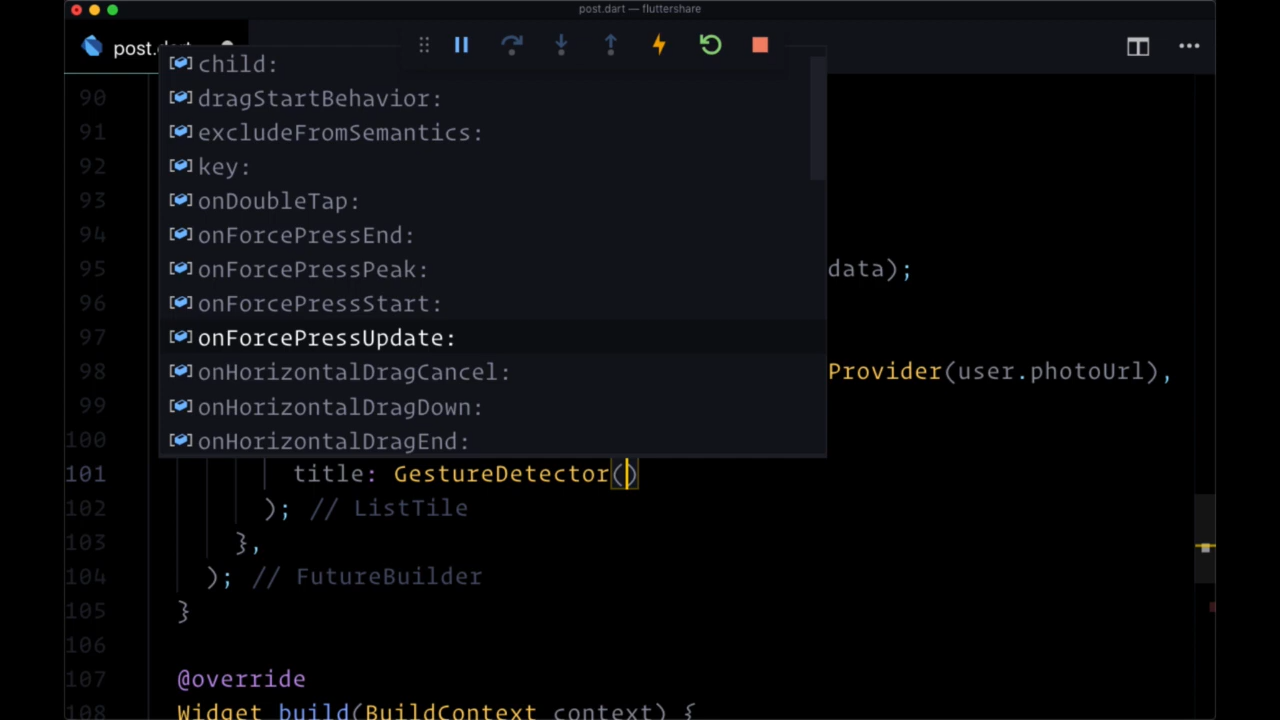 post.dart — fluttershare
post.dart
child:
90
dragStartBehavior:
91
excludeFromSemantics:
92
key:
93
onDoubleTap:
94
onForcePressEnd:
95
onForcePressPeak:
data);
96
onForcePressStart:
97
onForcePressUpdate:
98
onHorizontalDragCancel:
Provider(user.photoUrl),
99
onHorizontalDragDown:
100
onHorizontalDragEnd:
101 title: GestureDetector()
102 ); // ListTile
103 },
104 ); // FutureBuilder
105 }
106
107 @override
108 Widget build(BuildContext context) {